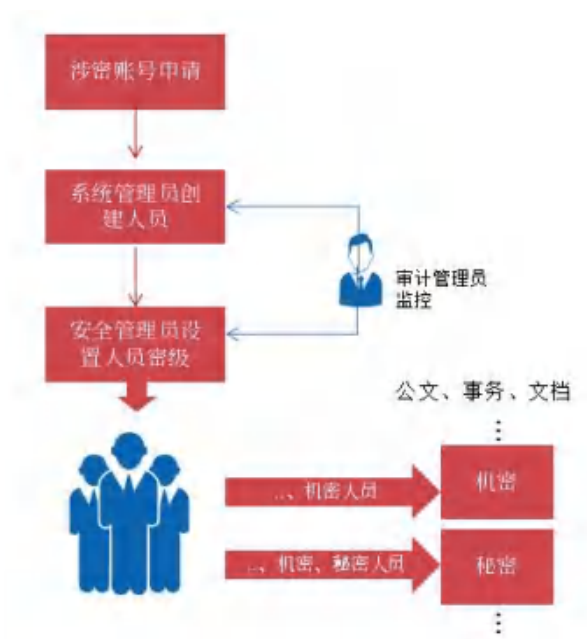 涉密账号申请
系统管理员创
建人员
审计管理员
监控
安全管理员设
置人员密级
公文、事务、文档
...
...、机密人员
机密
...、机密、秘密人员
秘密
...